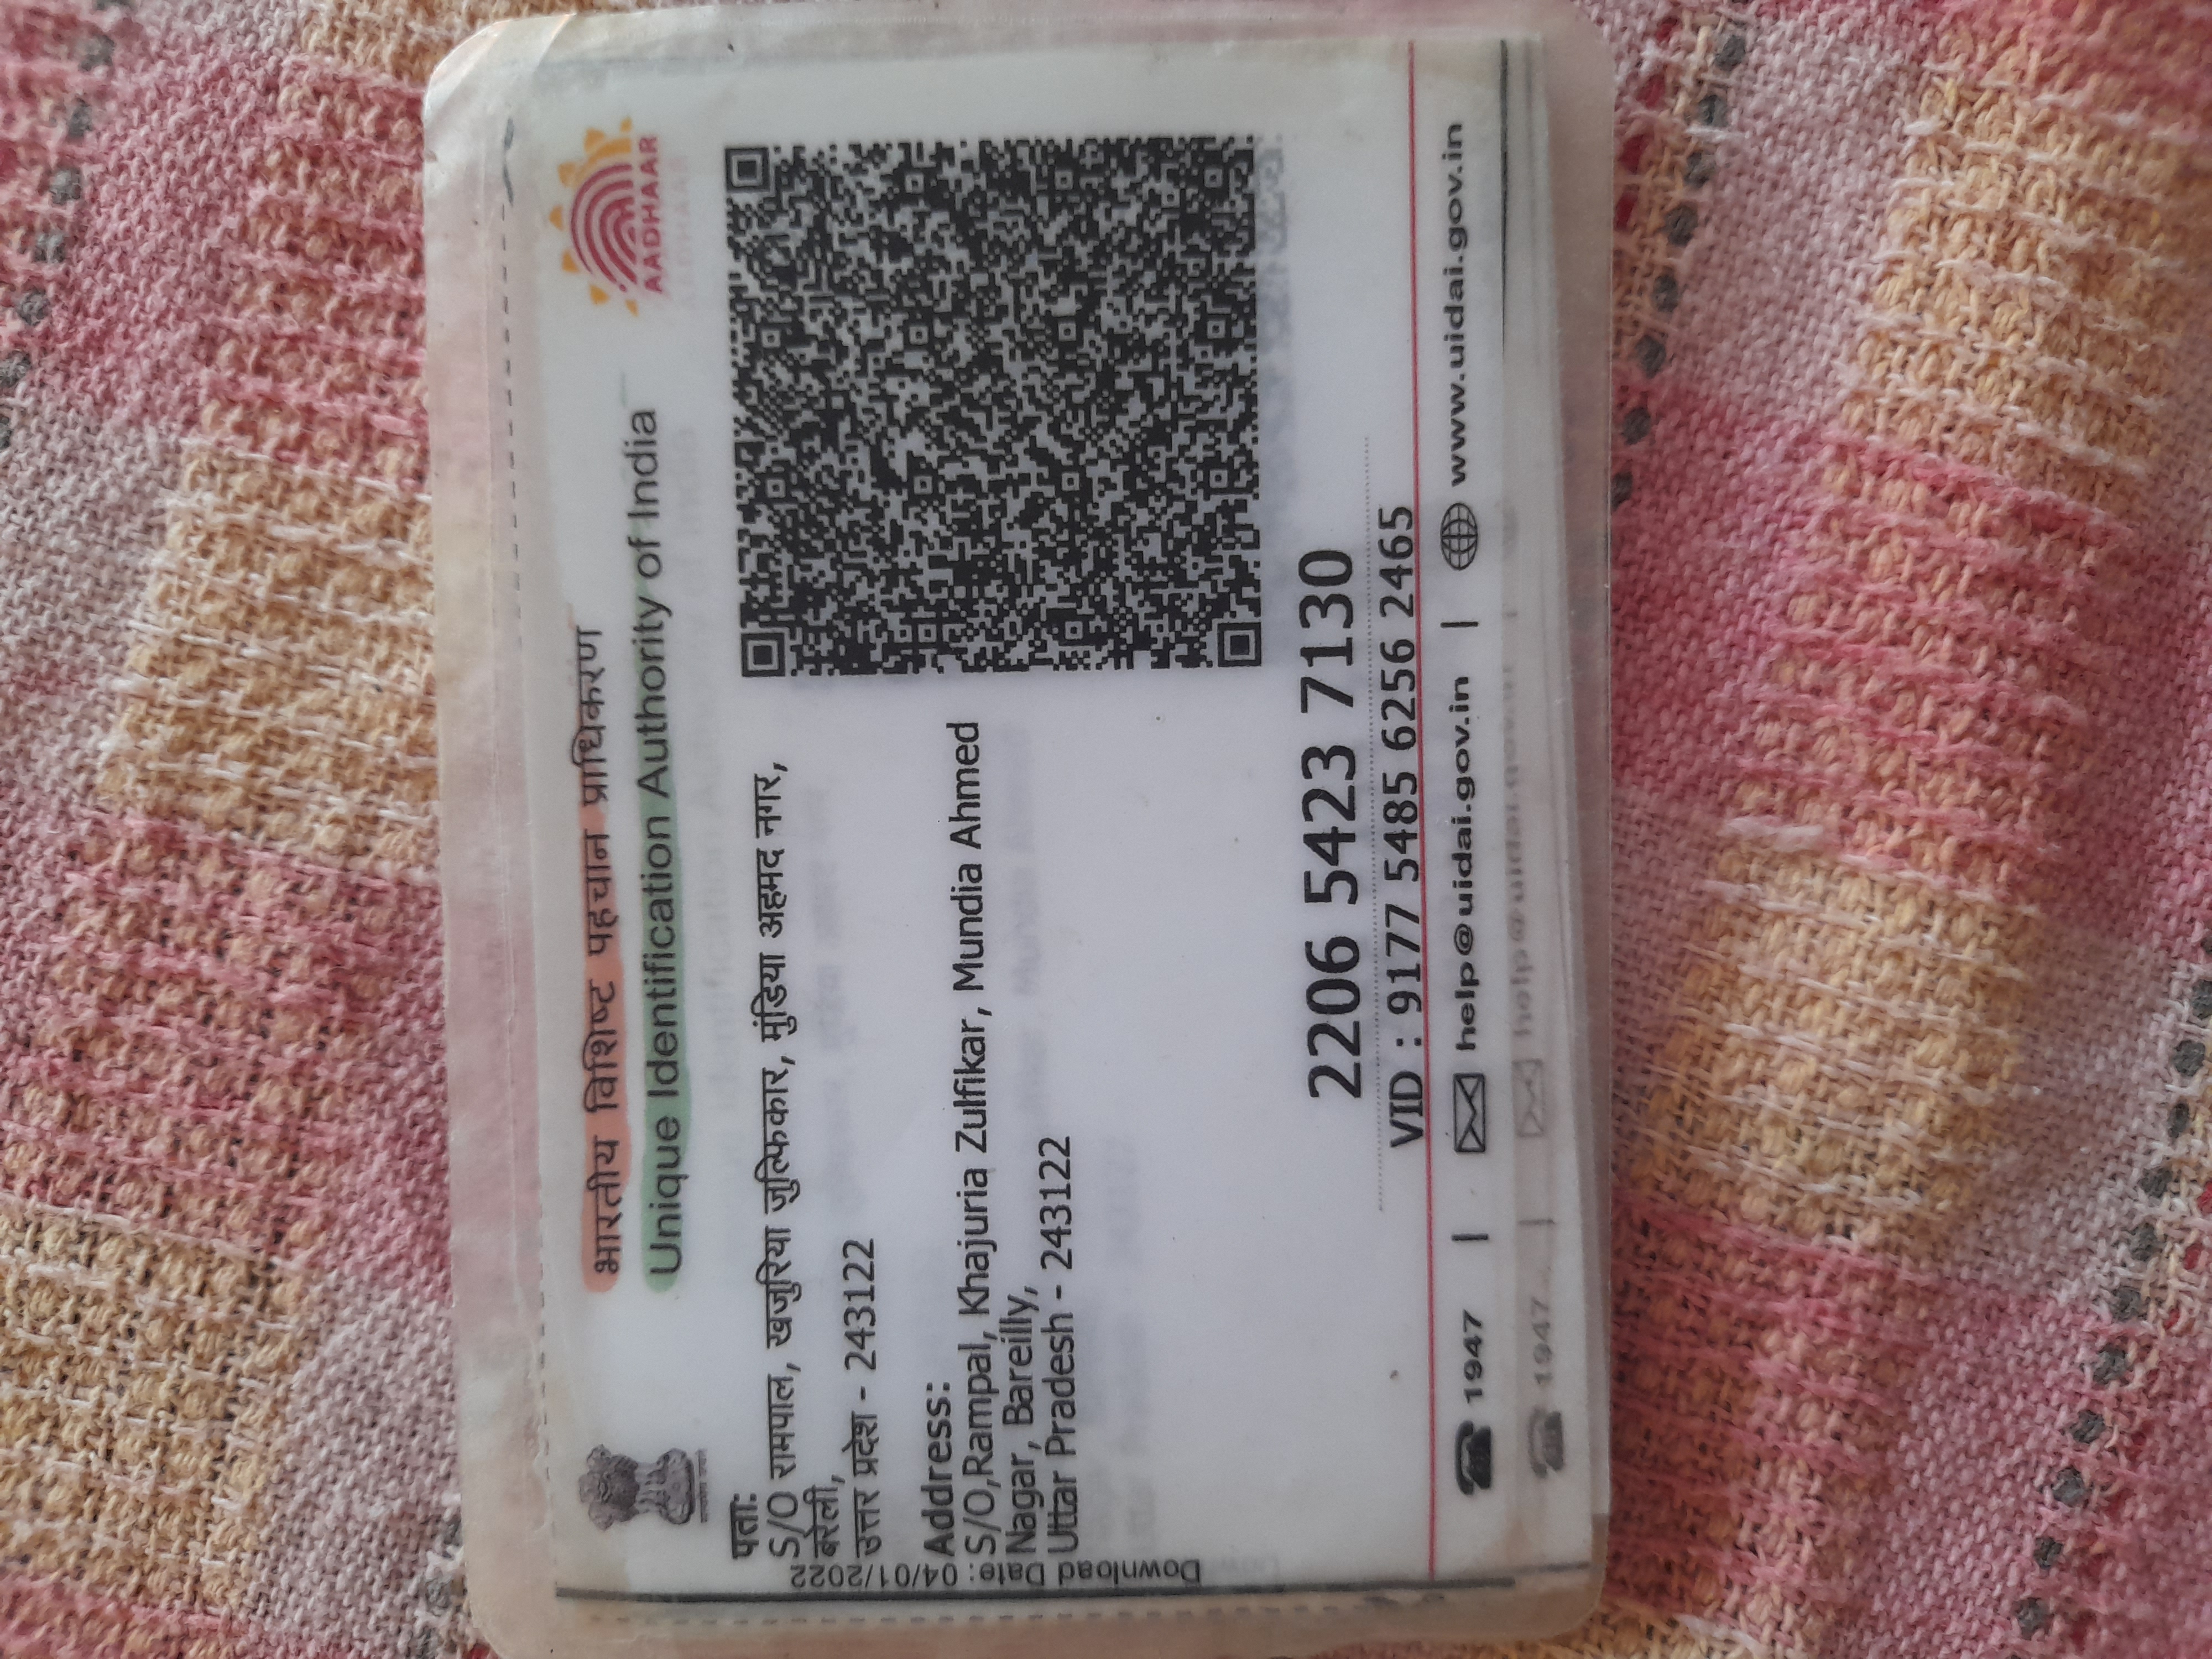 भारतीय विशिष्ट पहचान प्राधिकरण
Unique Identification Authority of India
AADHAAR
पता:
S/O रामपाल, खजुरिया जुल्फिकार, मुंडिया अहमद नगर,
बरेली,
उत्तर प्रदेश - 243122
Address:
S/O,Rampal, Khajuria Zulfikar, Mundia Ahmed
Nagar, Bareilly,
Uttar Pradesh - 243122
Download Date: 04/01/2022
2206 5423 7130
VID : 9177 5485 6256 2465
1947 | help@uidai.gov.in | www.uidai.gov.in